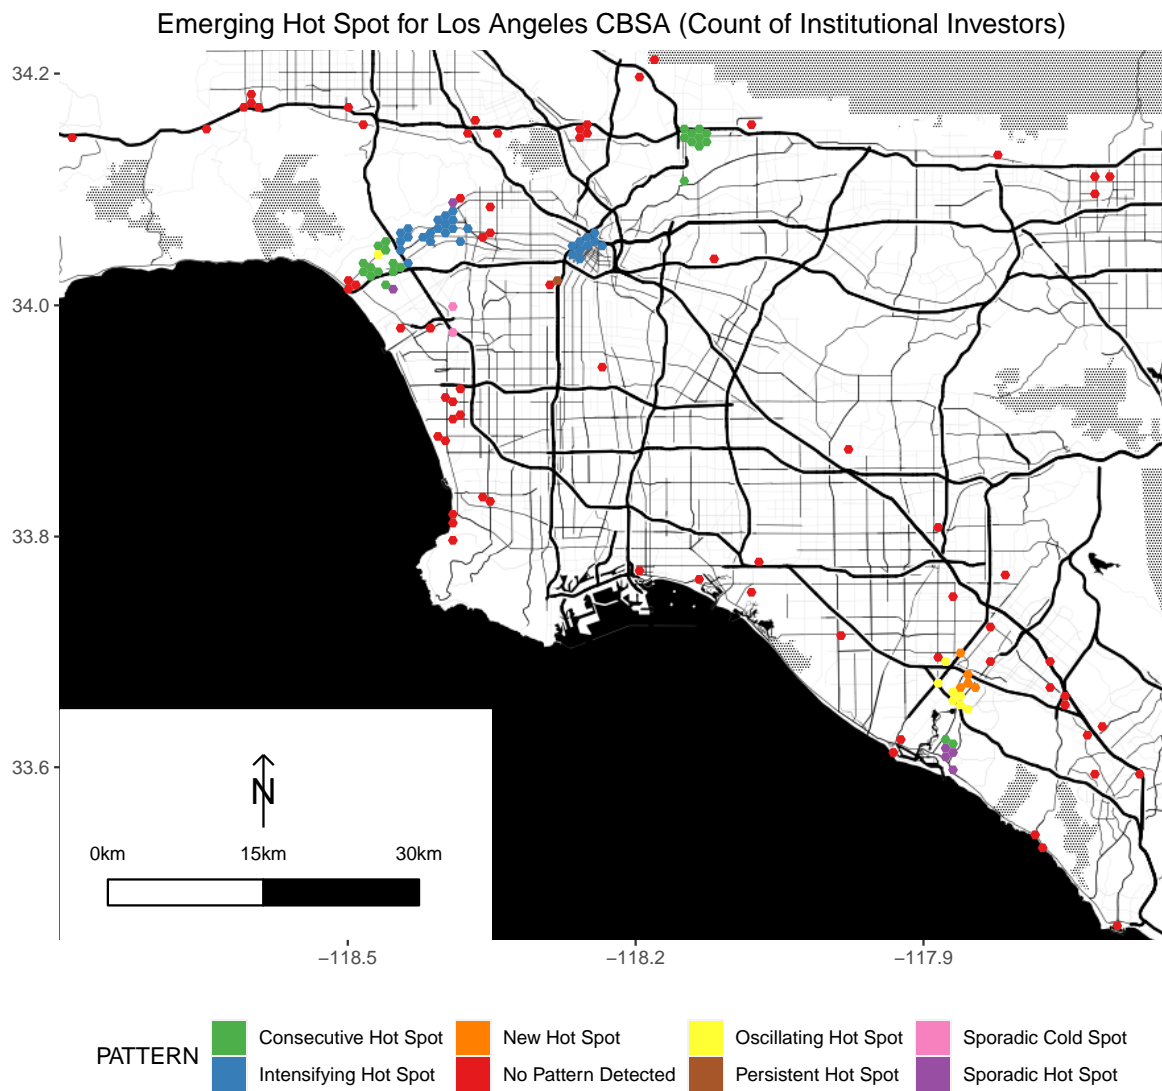 Emerging Hot Spot for Los Angeles CBSA (Count of Institutional Investors)
34.2
34.0
33.8
33.6
N
0km 15km 30km
−118.5 −118.2 −117.9
PATTERN
Consecutive Hot Spot New Hot Spot Oscillating Hot Spot Sporadic Cold Spot
Intensifying Hot Spot No Pattern Detected Persistent Hot Spot Sporadic Hot Spot